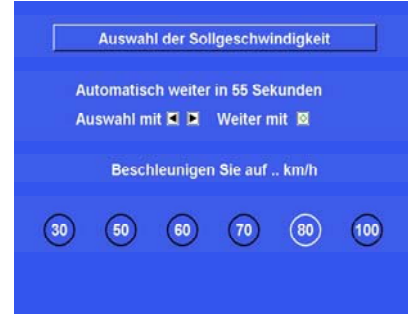 Auswahl der Sollgeschwindigkeit
Automatisch weiter in 55 Sekunden
Auswahl mit ◀ ▶ Weiter mit ◇
Beschleunigen Sie auf .. km/h
30 50 60 70 80 100